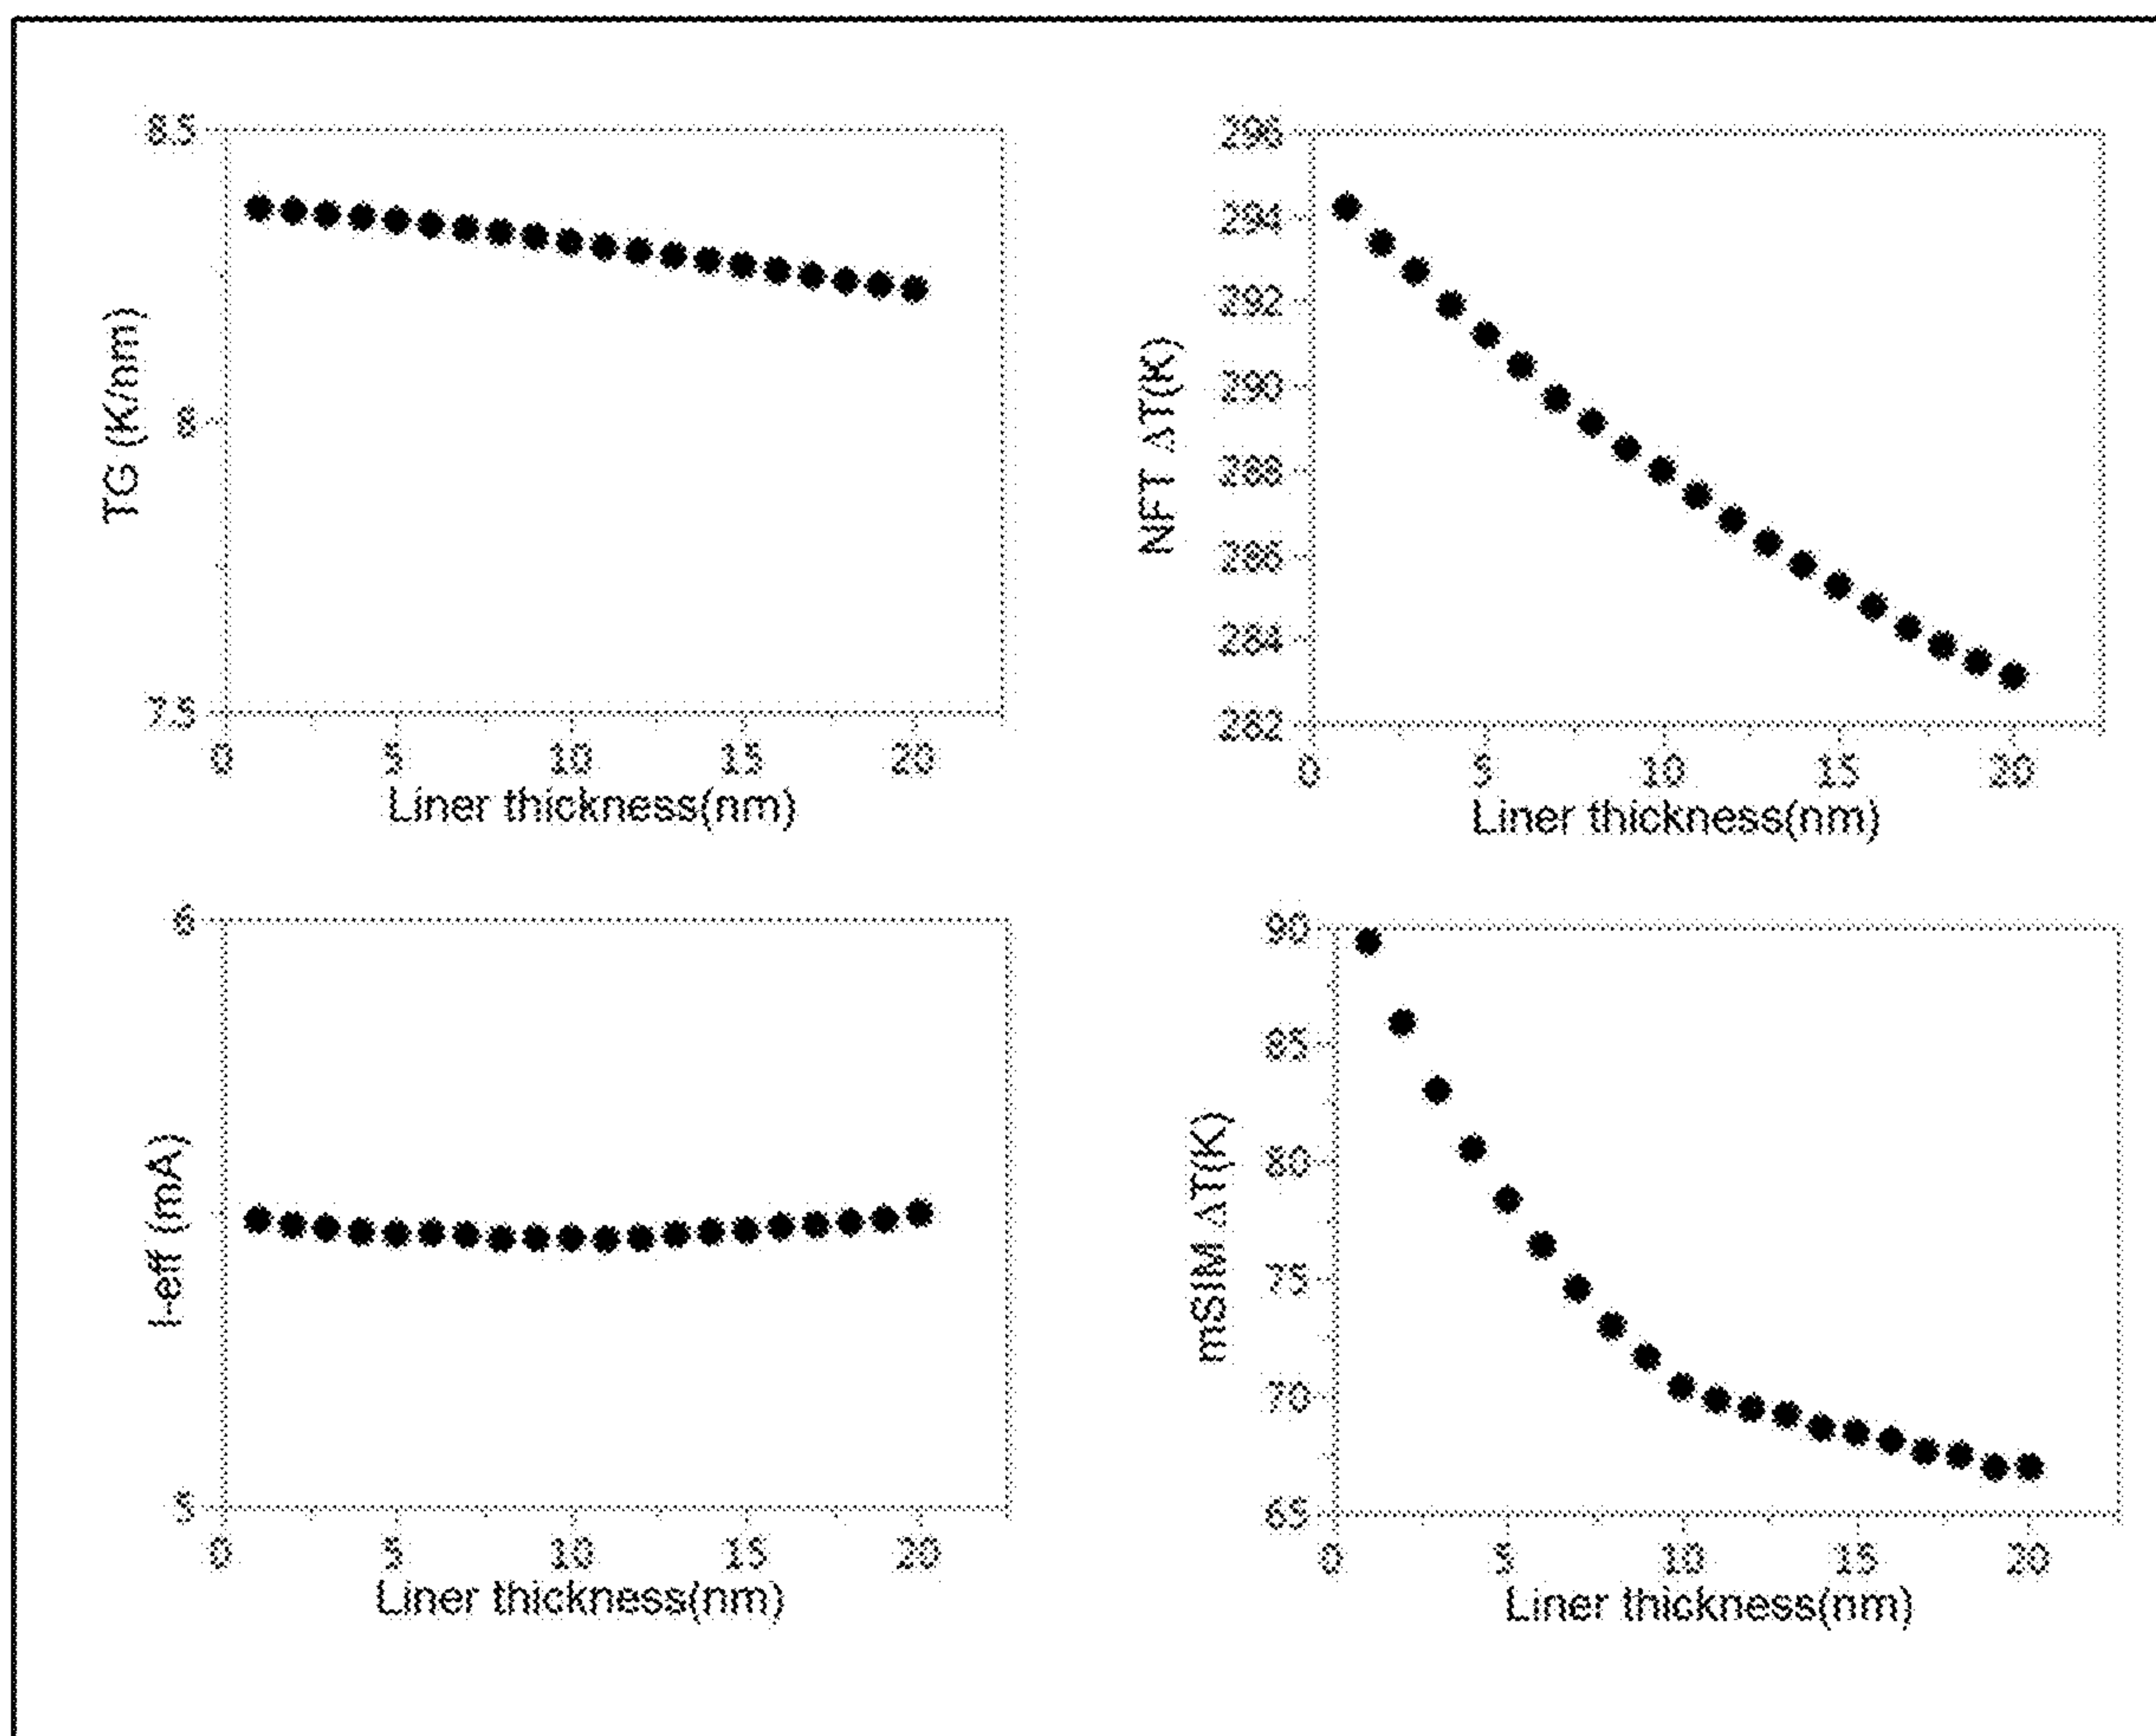 8.5
8
7.5
TG (K/nm)
0 5 10 15 20
Liner thickness(nm)
296
294
292
290
288
286
284
282
NFT ΔT(K)
0 5 10 15 20
Liner thickness(nm)
6
5
I-eff (mA)
0 5 10 15 20
Liner thickness(nm)
90
85
80
75
70
65
mSIM ΔT(K)
0 5 10 15 20
Liner thickness(nm)